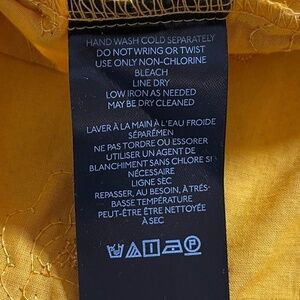 HAND WASH COLD SEPARATELY
DO NOT WRING OR TWIST
USE ONLY NON-CHLORINE
BLEACH
LINE DRY
LOW IRON AS NEEDED
MAY BE DRY CLEANED
LAVER À LA MAIN À L'EAU FROIDE
SÉPARÉMEN
NE PAS TORDRE OU ESSORER
UTILISER UN AGENT DE
BLANCHIMENT SANS CHLORE SI
NÉCESSAIRE
LIGNE SEC
REPASSER, AU BESOIN, À TRÈS-
BASSE TEMPÉRATURE
PEUT-ÊTRE ÊTRE NETTOYÉE
À SEC